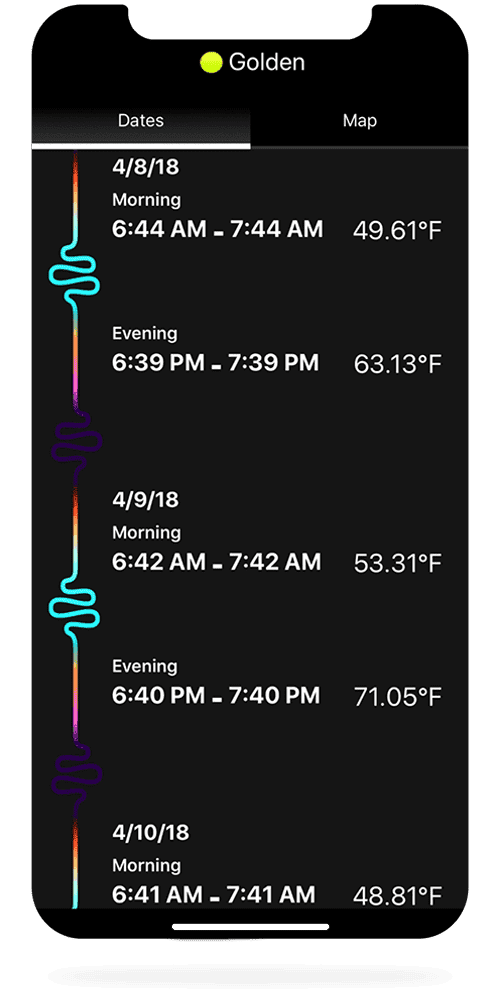 Golden
Dates Map
4/8/18
Morning
6:44 AM - 7:44 AM 49.61°F
Evening
6:39 PM - 7:39 PM 63.13°F
4/9/18
Morning
6:42 AM - 7:42 AM 53.31°F
Evening
6:40 PM - 7:40 PM 71.05°F
4/10/18
Morning
6:41 AM - 7:41 AM 48.81°F